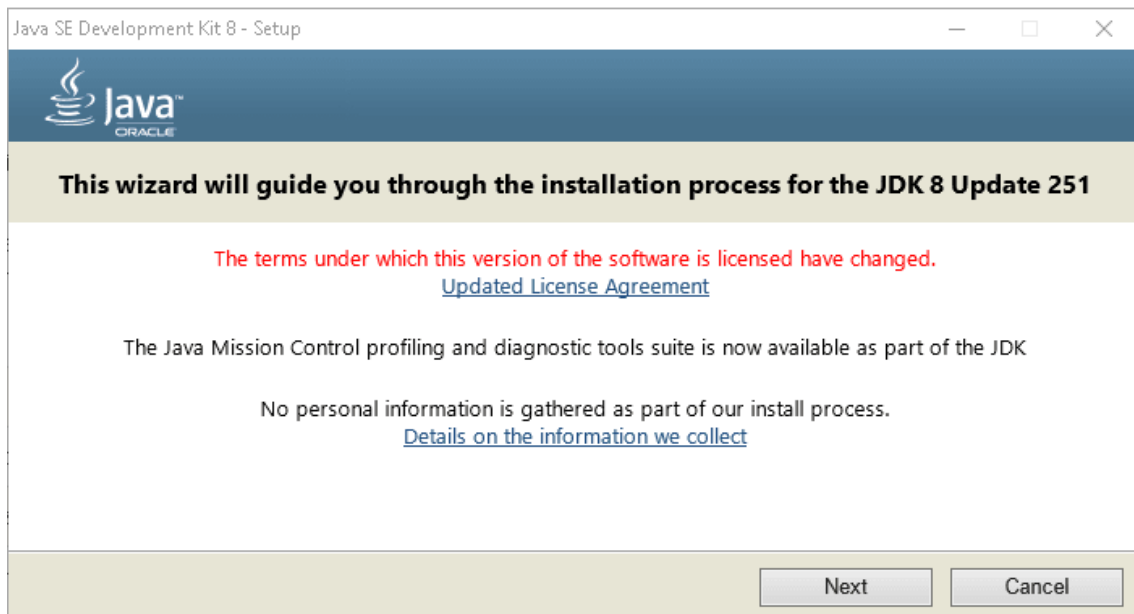 Java SE Development Kit 8 - Setup
Java™
ORACLE
This wizard will guide you through the installation process for the JDK 8 Update 251
The terms under which this version of the software is licensed have changed.
Updated License Agreement
The Java Mission Control profiling and diagnostic tools suite is now available as part of the JDK
No personal information is gathered as part of our install process.
Details on the information we collect
Next
Cancel